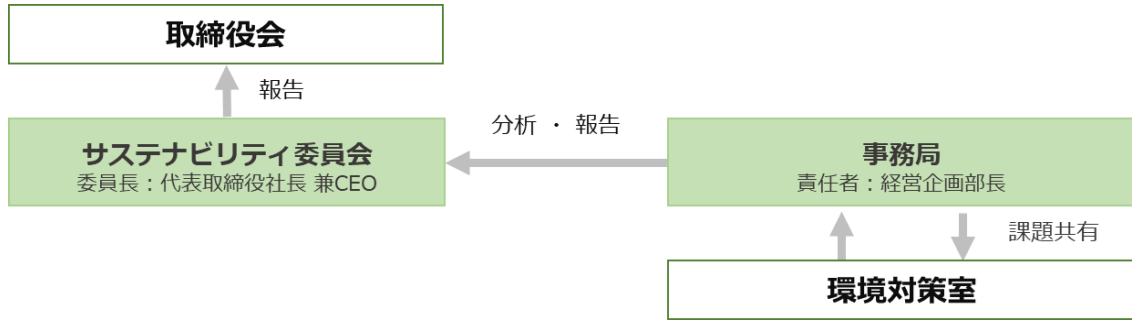 取締役会
報告
分析 ・ 報告
サステナビリティ委員会
委員長：代表取締役社長 兼CEO
事務局
責任者：経営企画部長
課題共有
環境対策室